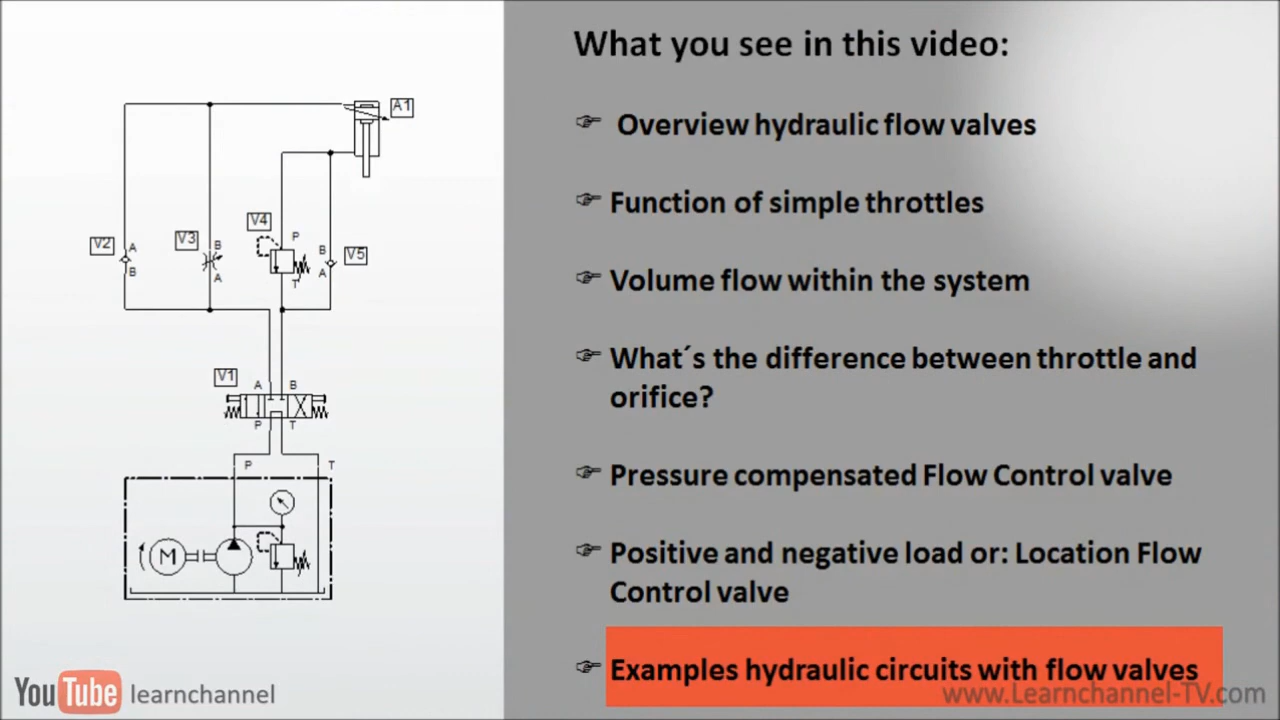 What you see in this video:
Overview hydraulic flow valves
Function of simple throttles
Volume flow within the system
What´s the difference between throttle and
orifice?
Pressure compensated Flow Control valve
Positive and negative load or: Location Flow
Control valve
Examples hydraulic circuits with flow valves
www.Learnchannel-TV.com
A1
V4
V2
A
B
V3
B
A
P
T
B
A
V5
V1
A
B
P
T
P
T
M
YouTube learnchannel